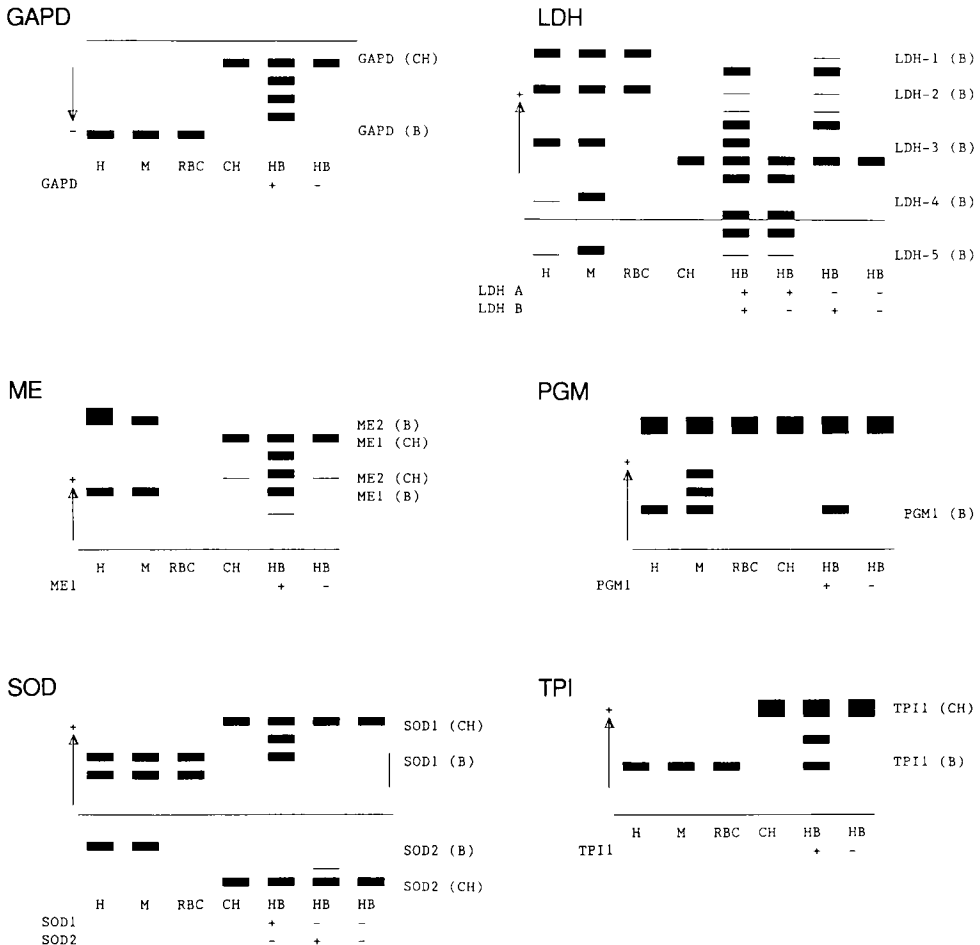 GAPD
GAPD (CH)
-
GAPD (B)
H M RBC CH HB HB
GAPD + -
LDH
LDH-1 (B)
+
LDH-2 (B)
LDH-3 (B)
LDH-4 (B)
LDH-5 (B)
H M RBC CH HB HB HB HB
LDH A + + - -
LDH B + - + -
ME
ME2 (B)
ME1 (CH)
+
ME2 (CH)
ME1 (B)
H M RBC CH HB HB
ME1 + -
PGM
+
PGM1 (B)
H M RBC CH HB HB
PGM1 + -
SOD
+
SOD1 (CH)
SOD1 (B)
SOD2 (B)
SOD2 (CH)
H M RBC CH HB HB HB
SOD1 + - -
SOD2 - + -
TPI
+
TPI1 (CH)
TPI1 (B)
H M RBC CH HB HB
TPI1 + -